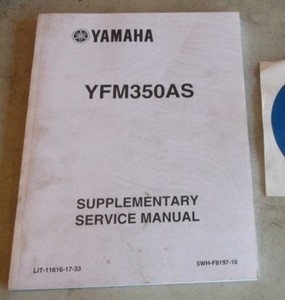 YAMAHA
YFM350AS
SUPPLEMENTARY
SERVICE MANUAL
LIT-11616-17-33
5WH-F8197-10